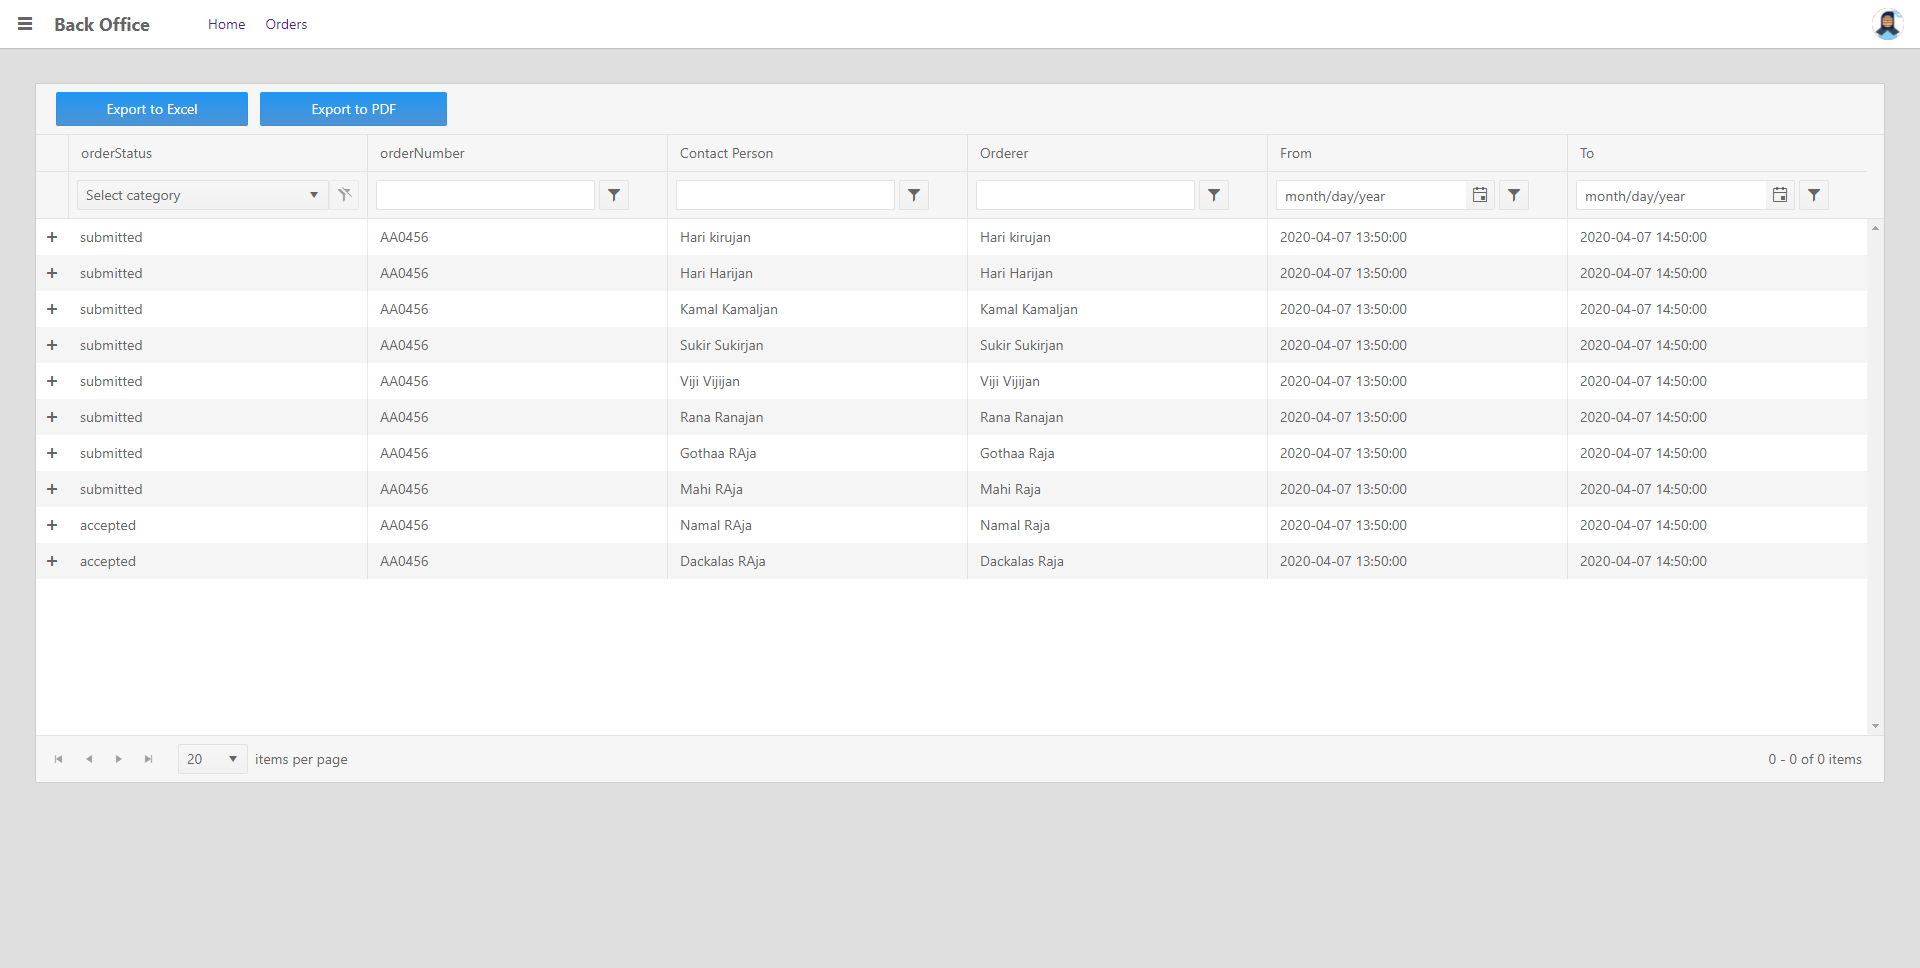 Back Office Home Orders
Export to Excel Export to PDF
orderStatus orderNumber Contact Person Orderer From To
Select category month/day/year month/day/year
submitted AA0456 Hari kirujan Hari kirujan 2020-04-07 13:50:00 2020-04-07 14:50:00
submitted AA0456 Hari Harijan Hari Harijan 2020-04-07 13:50:00 2020-04-07 14:50:00
submitted AA0456 Kamal Kamaljan Kamal Kamaljan 2020-04-07 13:50:00 2020-04-07 14:50:00
submitted AA0456 Sukir Sukirjan Sukir Sukirjan 2020-04-07 13:50:00 2020-04-07 14:50:00
submitted AA0456 Viji Vijijan Viji Vijijan 2020-04-07 13:50:00 2020-04-07 14:50:00
submitted AA0456 Rana Ranajan Rana Ranajan 2020-04-07 13:50:00 2020-04-07 14:50:00
submitted AA0456 Gothaa RAja Gothaa Raja 2020-04-07 13:50:00 2020-04-07 14:50:00
submitted AA0456 Mahi RAja Mahi Raja 2020-04-07 13:50:00 2020-04-07 14:50:00
accepted AA0456 Namal RAja Namal Raja 2020-04-07 13:50:00 2020-04-07 14:50:00
accepted AA0456 Dackalas RAja Dackalas Raja 2020-04-07 13:50:00 2020-04-07 14:50:00
20 items per page 0 - 0 of 0 items